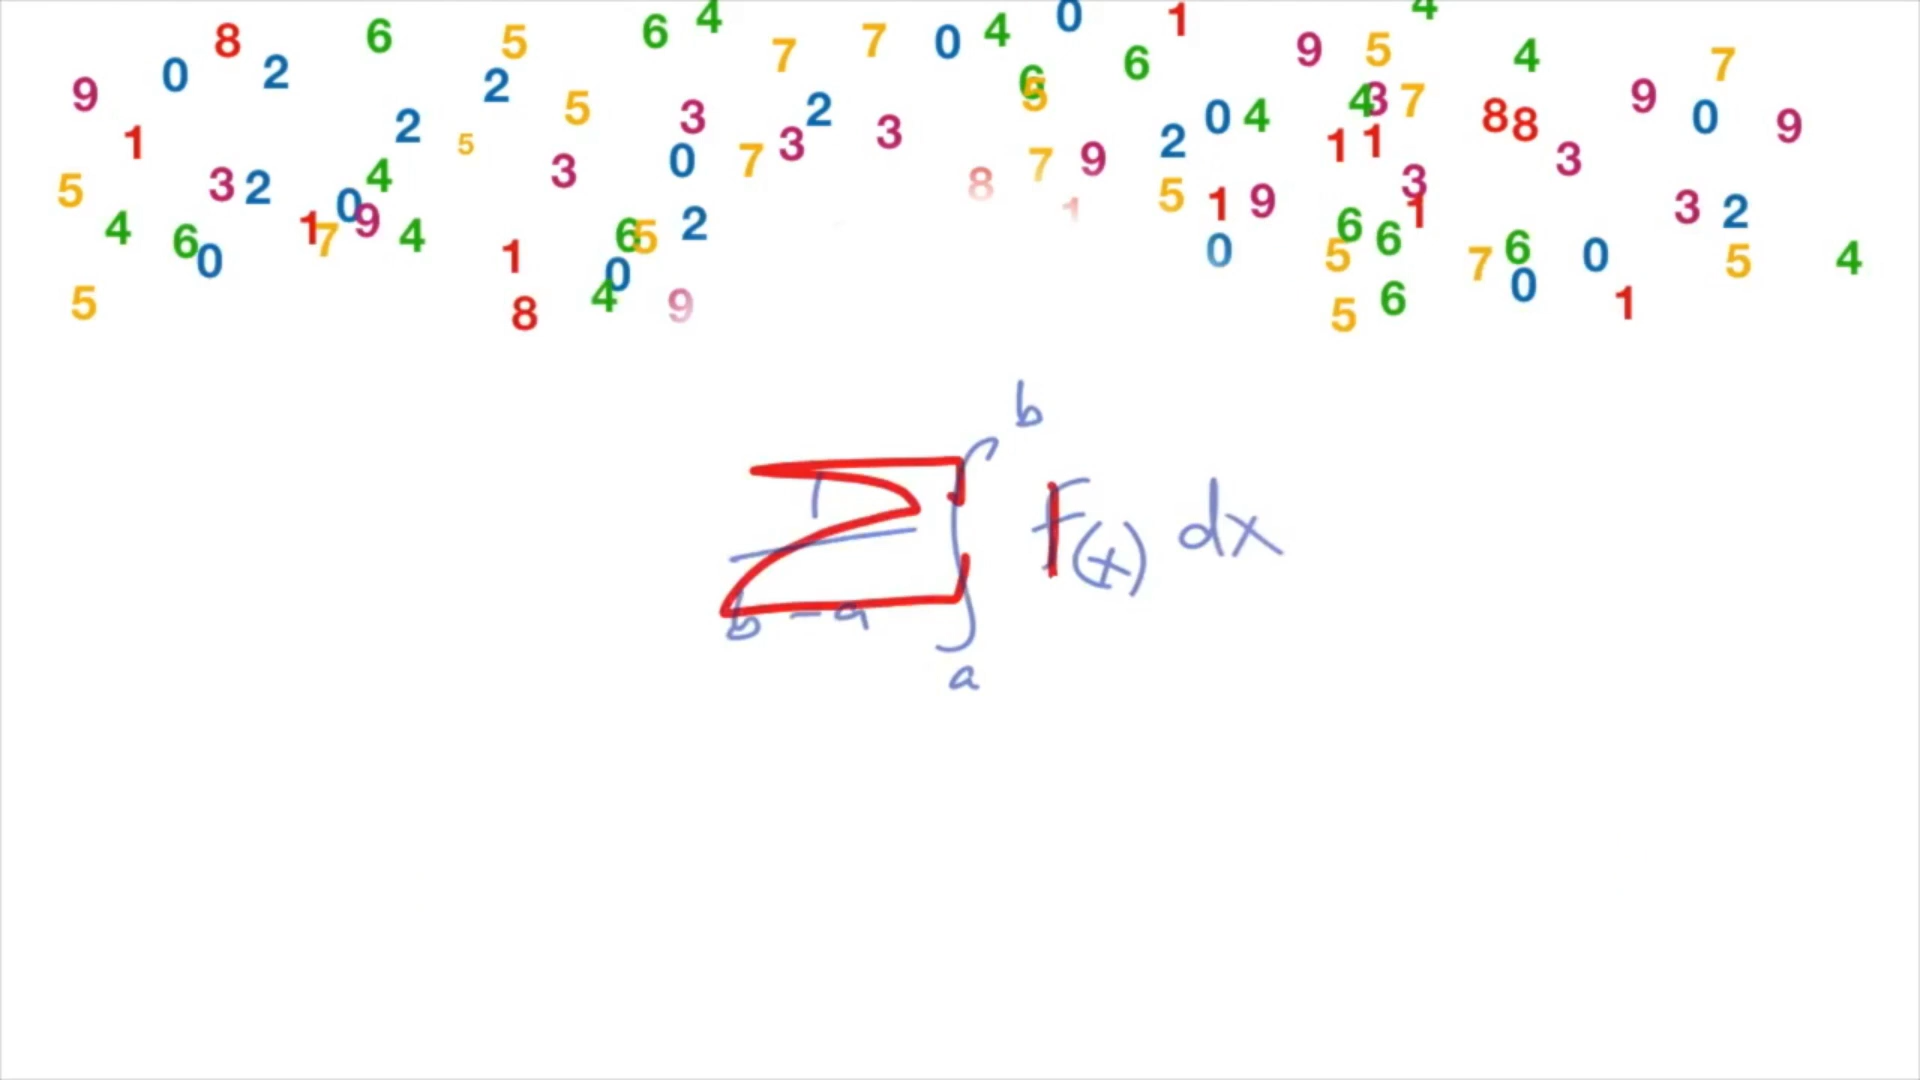 4 0 1 4
8 6 5 6 7 7 0 4 6 9 5 4 7
9 0 2 2 5 2 3 2 6 5 0 4 4 3 7 8 8 9 0 9
1 2 5 3 0 7 3 3 7 9 2 1 1 3
5 3 2 4 3 8 5 1 9 3 3 2
4 6 0 1 7 0 9 4 1 6 5 2 1 0 5 6 6 1 7 6 0 5 4
5 8 4 0 9 5 6 0 1
1/(b - a) ∫ₐᵇ f(x) dx
Σ